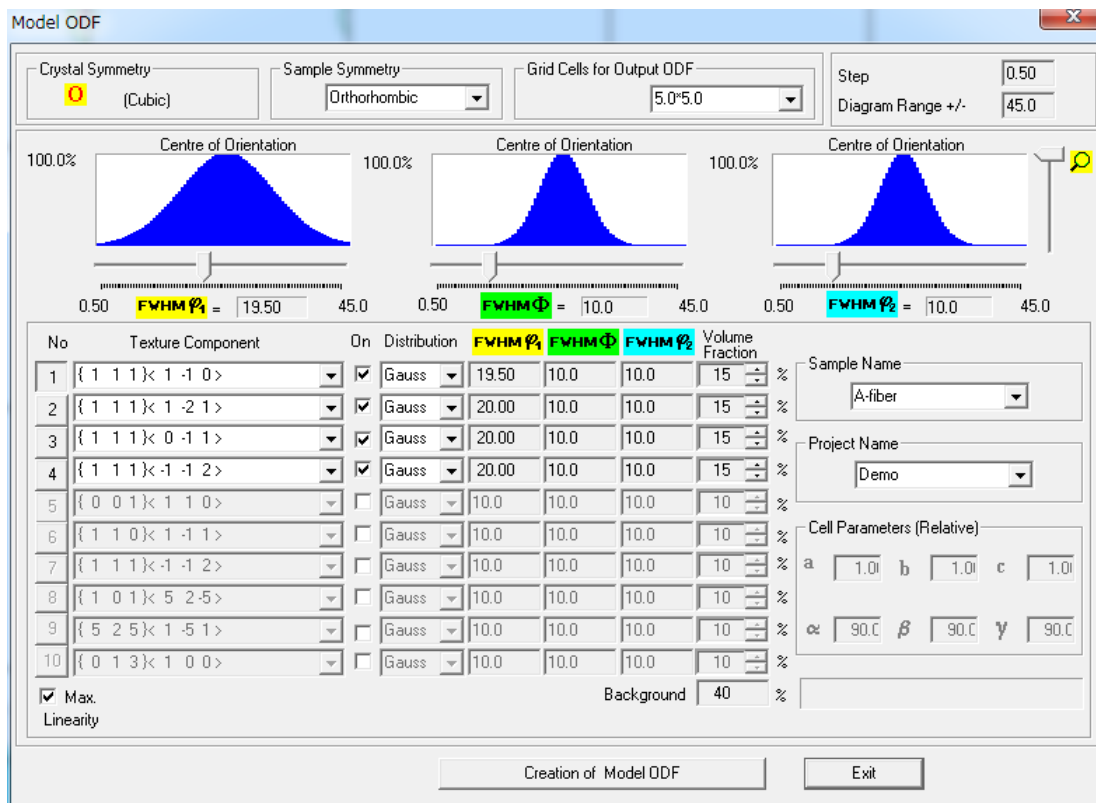 Model ODF
X
Crystal Symmetry
O (Cubic)
Sample Symmetry
Orthorhombic
Grid Cells for Output ODF
5.0*5.0
Step 0.50
Diagram Range +/- 45.0
100.0% Centre of Orientation
100.0% Centre of Orientation
100.0% Centre of Orientation
0.50 FWHM φ1 = 19.50 45.0
0.50 FWHM Φ = 10.0 45.0
0.50 FWHM φ2 = 10.0 45.0
No Texture Component On Distribution FWHM φ1 FWHM Φ FWHM φ2 Volume Fraction
1 { 1 1 1}< 1 -1 0> Gauss 19.50 10.0 10.0 15 %
2 { 1 1 1}< 1 -2 1> Gauss 20.00 10.0 10.0 15 %
3 { 1 1 1}< 0 -1 1> Gauss 20.00 10.0 10.0 15 %
4 { 1 1 1}< -1 -1 2> Gauss 20.00 10.0 10.0 15 %
5 { 0 0 1}< 1 1 0> Gauss 10.0 10.0 10.0 10 %
6 { 1 1 0}< 1 -1 1> Gauss 10.0 10.0 10.0 10 %
7 { 1 1 1}< -1 -1 2> Gauss 10.0 10.0 10.0 10 %
8 { 1 0 1}< 5 2 -5> Gauss 10.0 10.0 10.0 10 %
9 { 5 2 5}< 1 -5 1> Gauss 10.0 10.0 10.0 10 %
10 { 0 1 3}< 1 0 0> Gauss 10.0 10.0 10.0 10 %
Max.
Linearity
Background 40 %
Sample Name
A-fiber
Project Name
Demo
Cell Parameters (Relative)
a 1.0 b 1.0 c 1.0
α 90.0 β 90.0 γ 90.0
Creation of Model ODF
Exit